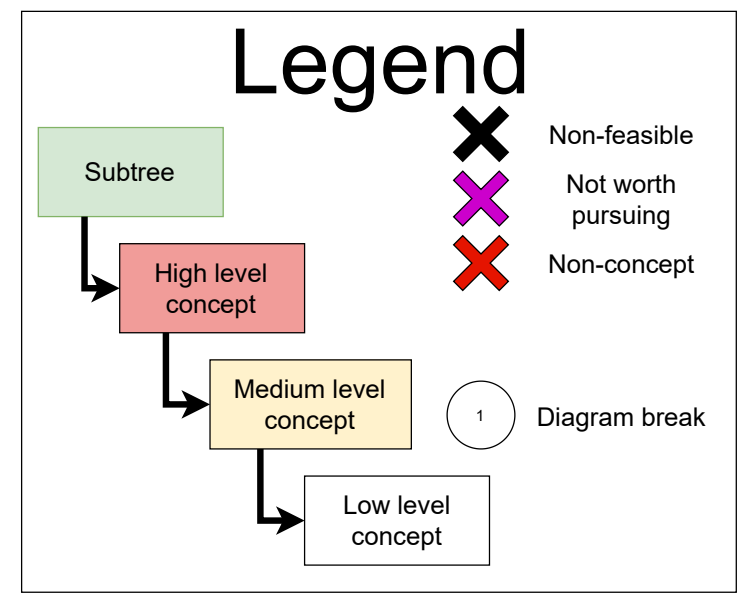 Legend
Subtree
High level
concept
Medium level
concept
Low level
concept
Non-feasible
Not worth
pursuing
Non-concept
1
Diagram break